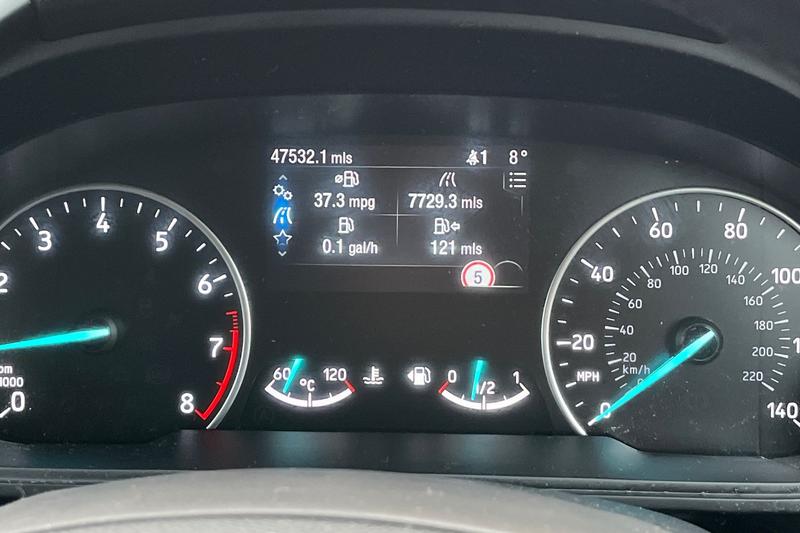 47532.1 mls 1 8°
37.3 mpg 7729.3 mls
0.1 gal/h 121 mls
5
2 3 4 5 6 7 8
0
60 120
°C
0 1/2 1
0 20 40 60 80 100 140
MPH
km/h
20 40 60 80 100 120 140 160 180 200 220